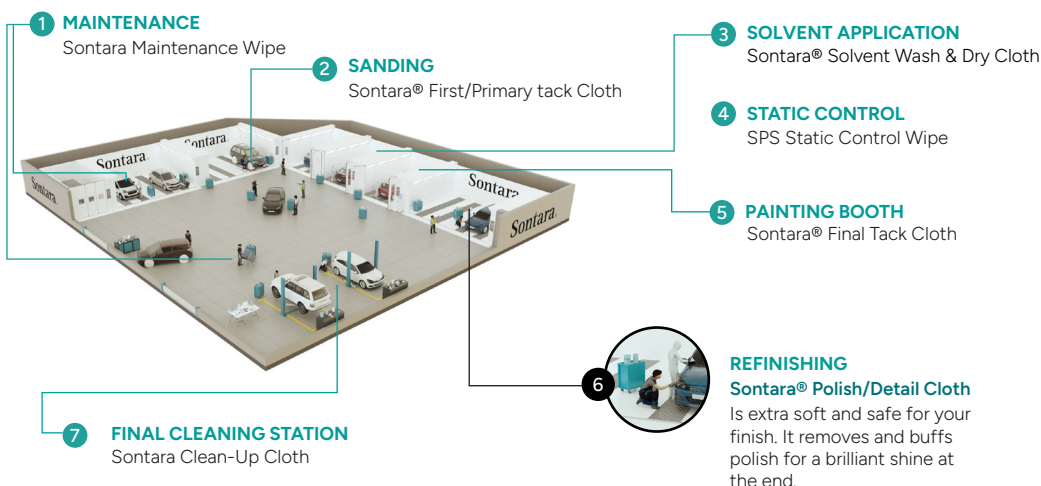 1 MAINTENANCE
Sontara Maintenance Wipe
2 SANDING
Sontara® First/Primary tack Cloth
3 SOLVENT APPLICATION
Sontara® Solvent Wash & Dry Cloth
4 STATIC CONTROL
SPS Static Control Wipe
5 PAINTING BOOTH
Sontara® Final Tack Cloth
Sontara
Sontara
Sontara
Sontara
Sontara
6 REFINISHING
Sontara® Polish/Detail Cloth
Is extra soft and safe for your
finish. It removes and buffs
polish for a brilliant shine at
the end.
7 FINAL CLEANING STATION
Sontara Clean-Up Cloth